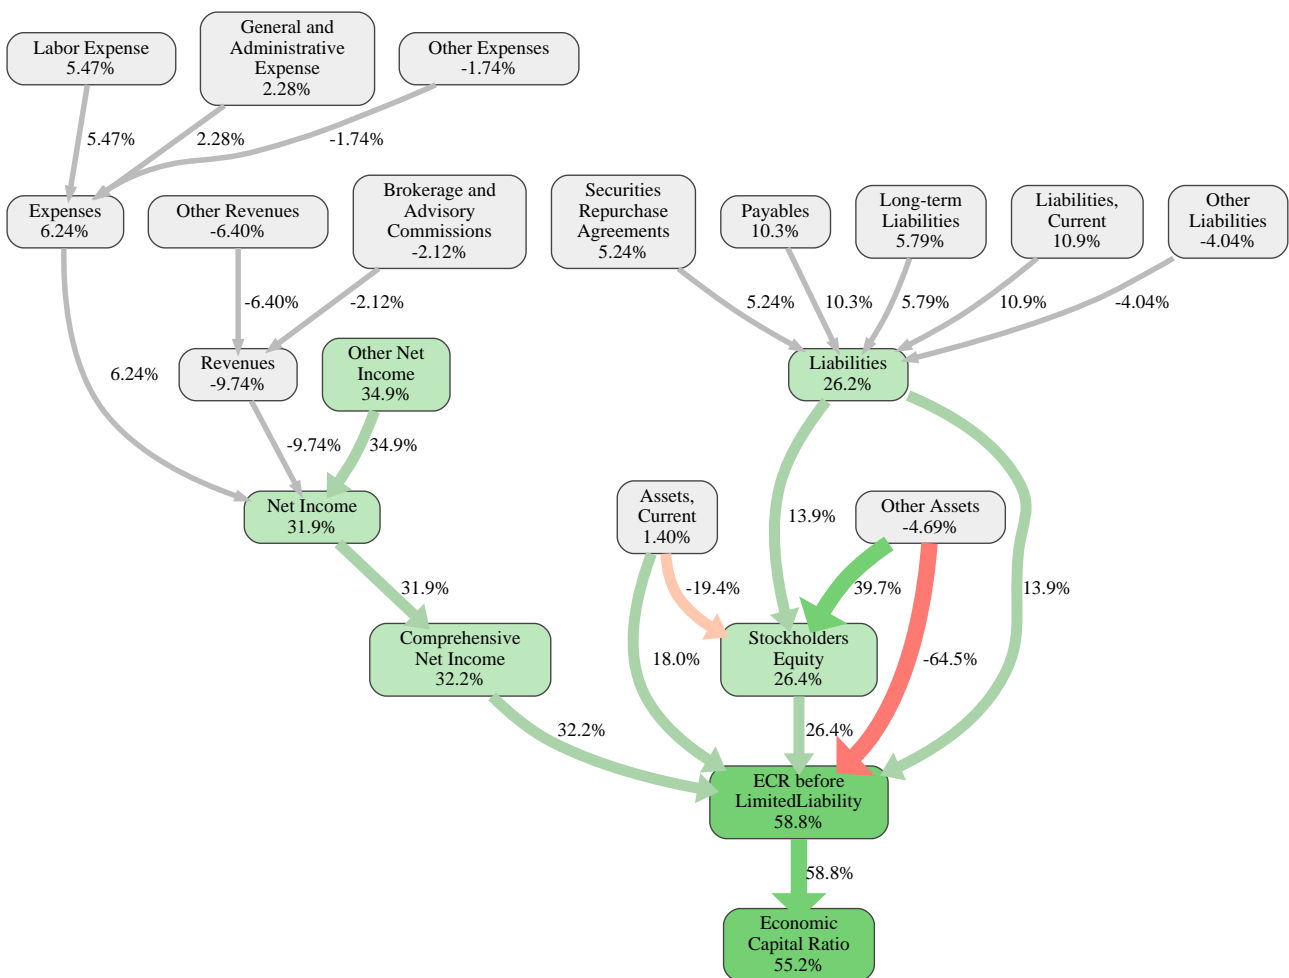 Labor Expense
5.47%
General and
Administrative
Expense
2.28%
Other Expenses
-1.74%
5.47%
2.28%
-1.74%
Expenses
6.24%
Other Revenues
-6.40%
Brokerage and
Advisory
Commissions
-2.12%
Securities
Repurchase
Agreements
5.24%
Payables
10.3%
Long-term
Liabilities
5.79%
Liabilities,
Current
10.9%
Other
Liabilities
-4.04%
-6.40%
-2.12%
5.24%
10.3%
5.79%
10.9%
-4.04%
6.24%
Revenues
-9.74%
Other Net
Income
34.9%
Liabilities
26.2%
-9.74%
34.9%
Net Income
31.9%
Assets,
Current
1.40%
13.9%
Other Assets
-4.69%
31.9%
-19.4%
39.7%
13.9%
Comprehensive
Net Income
32.2%
18.0%
Stockholders
Equity
26.4%
-64.5%
32.2%
26.4%
ECR before
LimitedLiability
58.8%
58.8%
Economic
Capital Ratio
55.2%